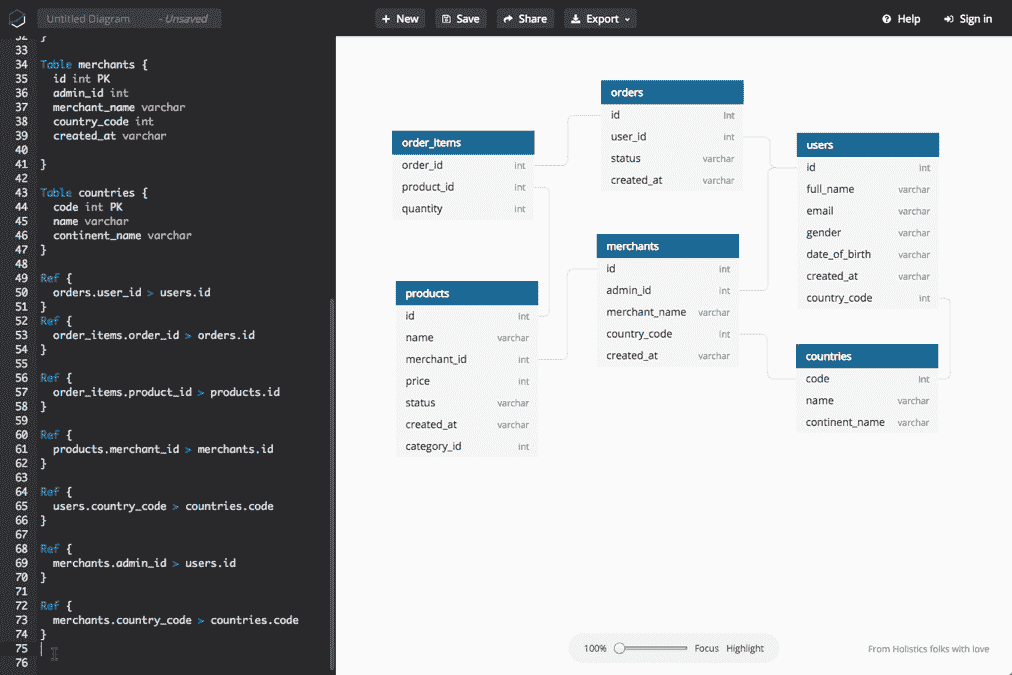 Untitled Diagram - Unsaved + New Save Share Export Help Sign in
32 }
33
34 Table merchants {
35 id int PK
36 admin_id int
37 merchant_name varchar
38 country_code int
39 created_at varchar
40
41 }
42
43 Table countries {
44 code int PK
45 name varchar
46 continent_name varchar
47 }
48
49 Ref {
50 orders.user_id > users.id
51 }
52 Ref {
53 order_items.order_id > orders.id
54 }
55
56 Ref {
57 order_items.product_id > products.id
58 }
59
60 Ref {
61 products.merchant_id > merchants.id
62 }
63
64 Ref {
65 users.country_code > countries.code
66 }
67
68 Ref {
69 merchants.admin_id > users.id
70 }
71
72 Ref {
73 merchants.country_code > countries.code
74 }
75
76
order_items
order_id int
product_id int
quantity int
orders
id int
user_id int
status varchar
created_at varchar
users
id int
full_name varchar
email varchar
gender varchar
date_of_birth varchar
created_at varchar
country_code int
merchants
id int
admin_id int
merchant_name varchar
country_code int
created_at varchar
products
id int
name varchar
merchant_id int
price int
status varchar
created_at varchar
category_id int
countries
code int
name varchar
continent_name varchar
100% Focus Highlight
From Holistics folks with love